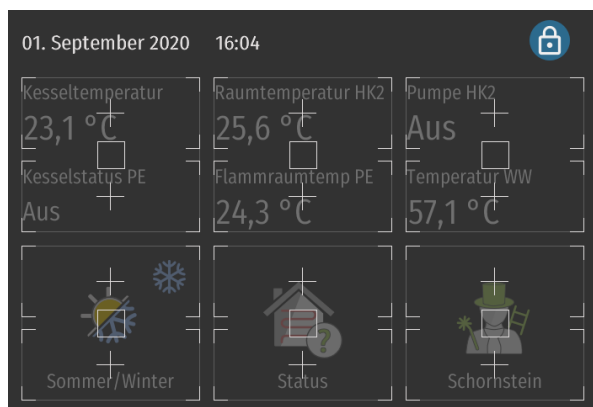 01. September 2020 16:04
Kesseltemperatur Raumtemperatur HK2 Pumpe HK2
23,1 °C 25,6 °C Aus
Kesselstatus PE Flammraumtemp PE Temperatur WW
Aus 24,3 °C 57,1 °C
?
Sommer/Winter Status Schornstein